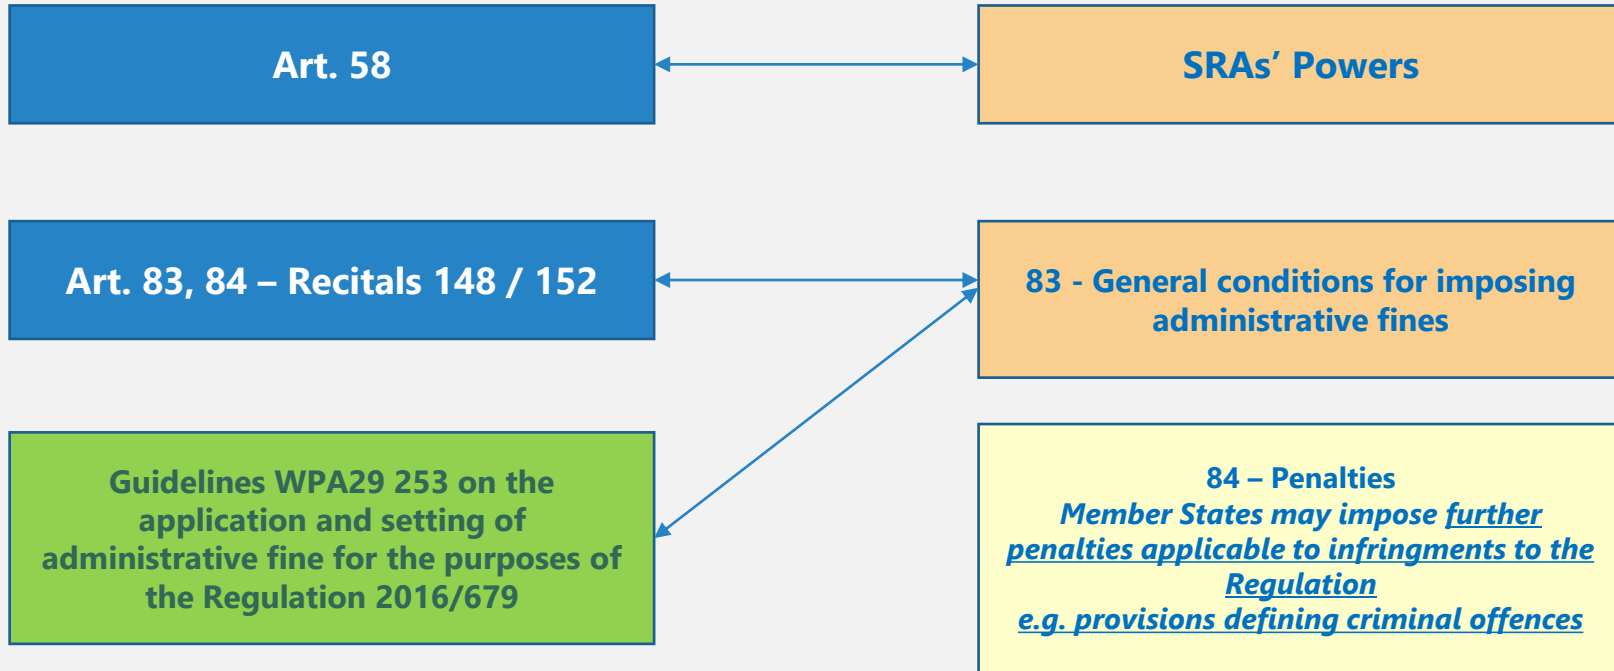 Art. 58
SRAs’ Powers
Art. 83, 84 – Recitals 148 / 152
83 - General conditions for imposing
administrative fines
Guidelines WPA29 253 on the
application and setting of
administrative fine for the purposes of
the Regulation 2016/679
84 – Penalties
Member States may impose further
penalties applicable to infringments to the
Regulation
e.g. provisions defining criminal offences